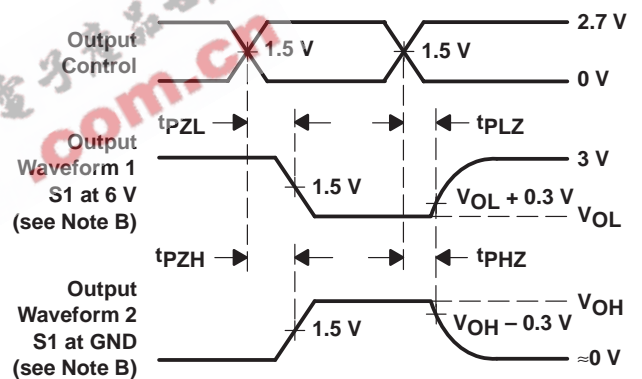 2.7 V
Output
Control
1.5 V
1.5 V
0 V
.com.cn
tPZL
tPLZ
Output
Waveform 1
S1 at 6 V
(see Note B)
3 V
1.5 V
VOL + 0.3 V
VOL
tPZH
tPHZ
Output
Waveform 2
S1 at GND
(see Note B)
VOH
1.5 V
VOH – 0.3 V
≈0 V